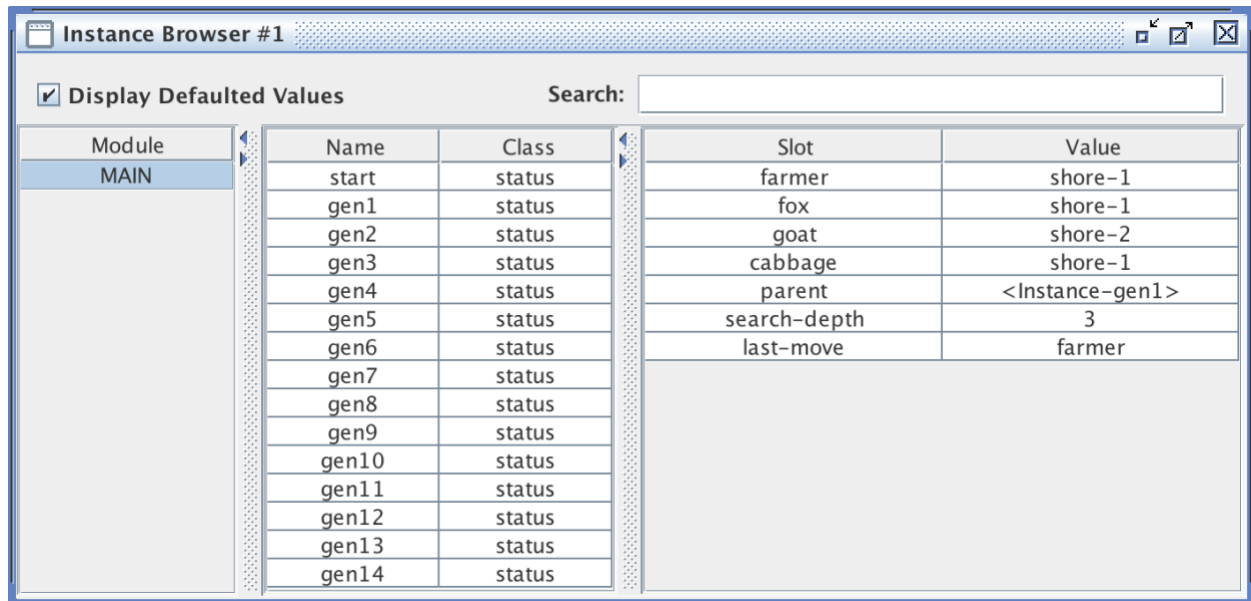 Instance Browser #1
Display Defaulted Values Search:
Module Name Class Slot Value
MAIN start status farmer shore-1
gen1 status fox shore-1
gen2 status goat shore-2
gen3 status cabbage shore-1
gen4 status parent <Instance-gen1>
gen5 status search-depth 3
gen6 status last-move farmer
gen7 status
gen8 status
gen9 status
gen10 status
gen11 status
gen12 status
gen13 status
gen14 status